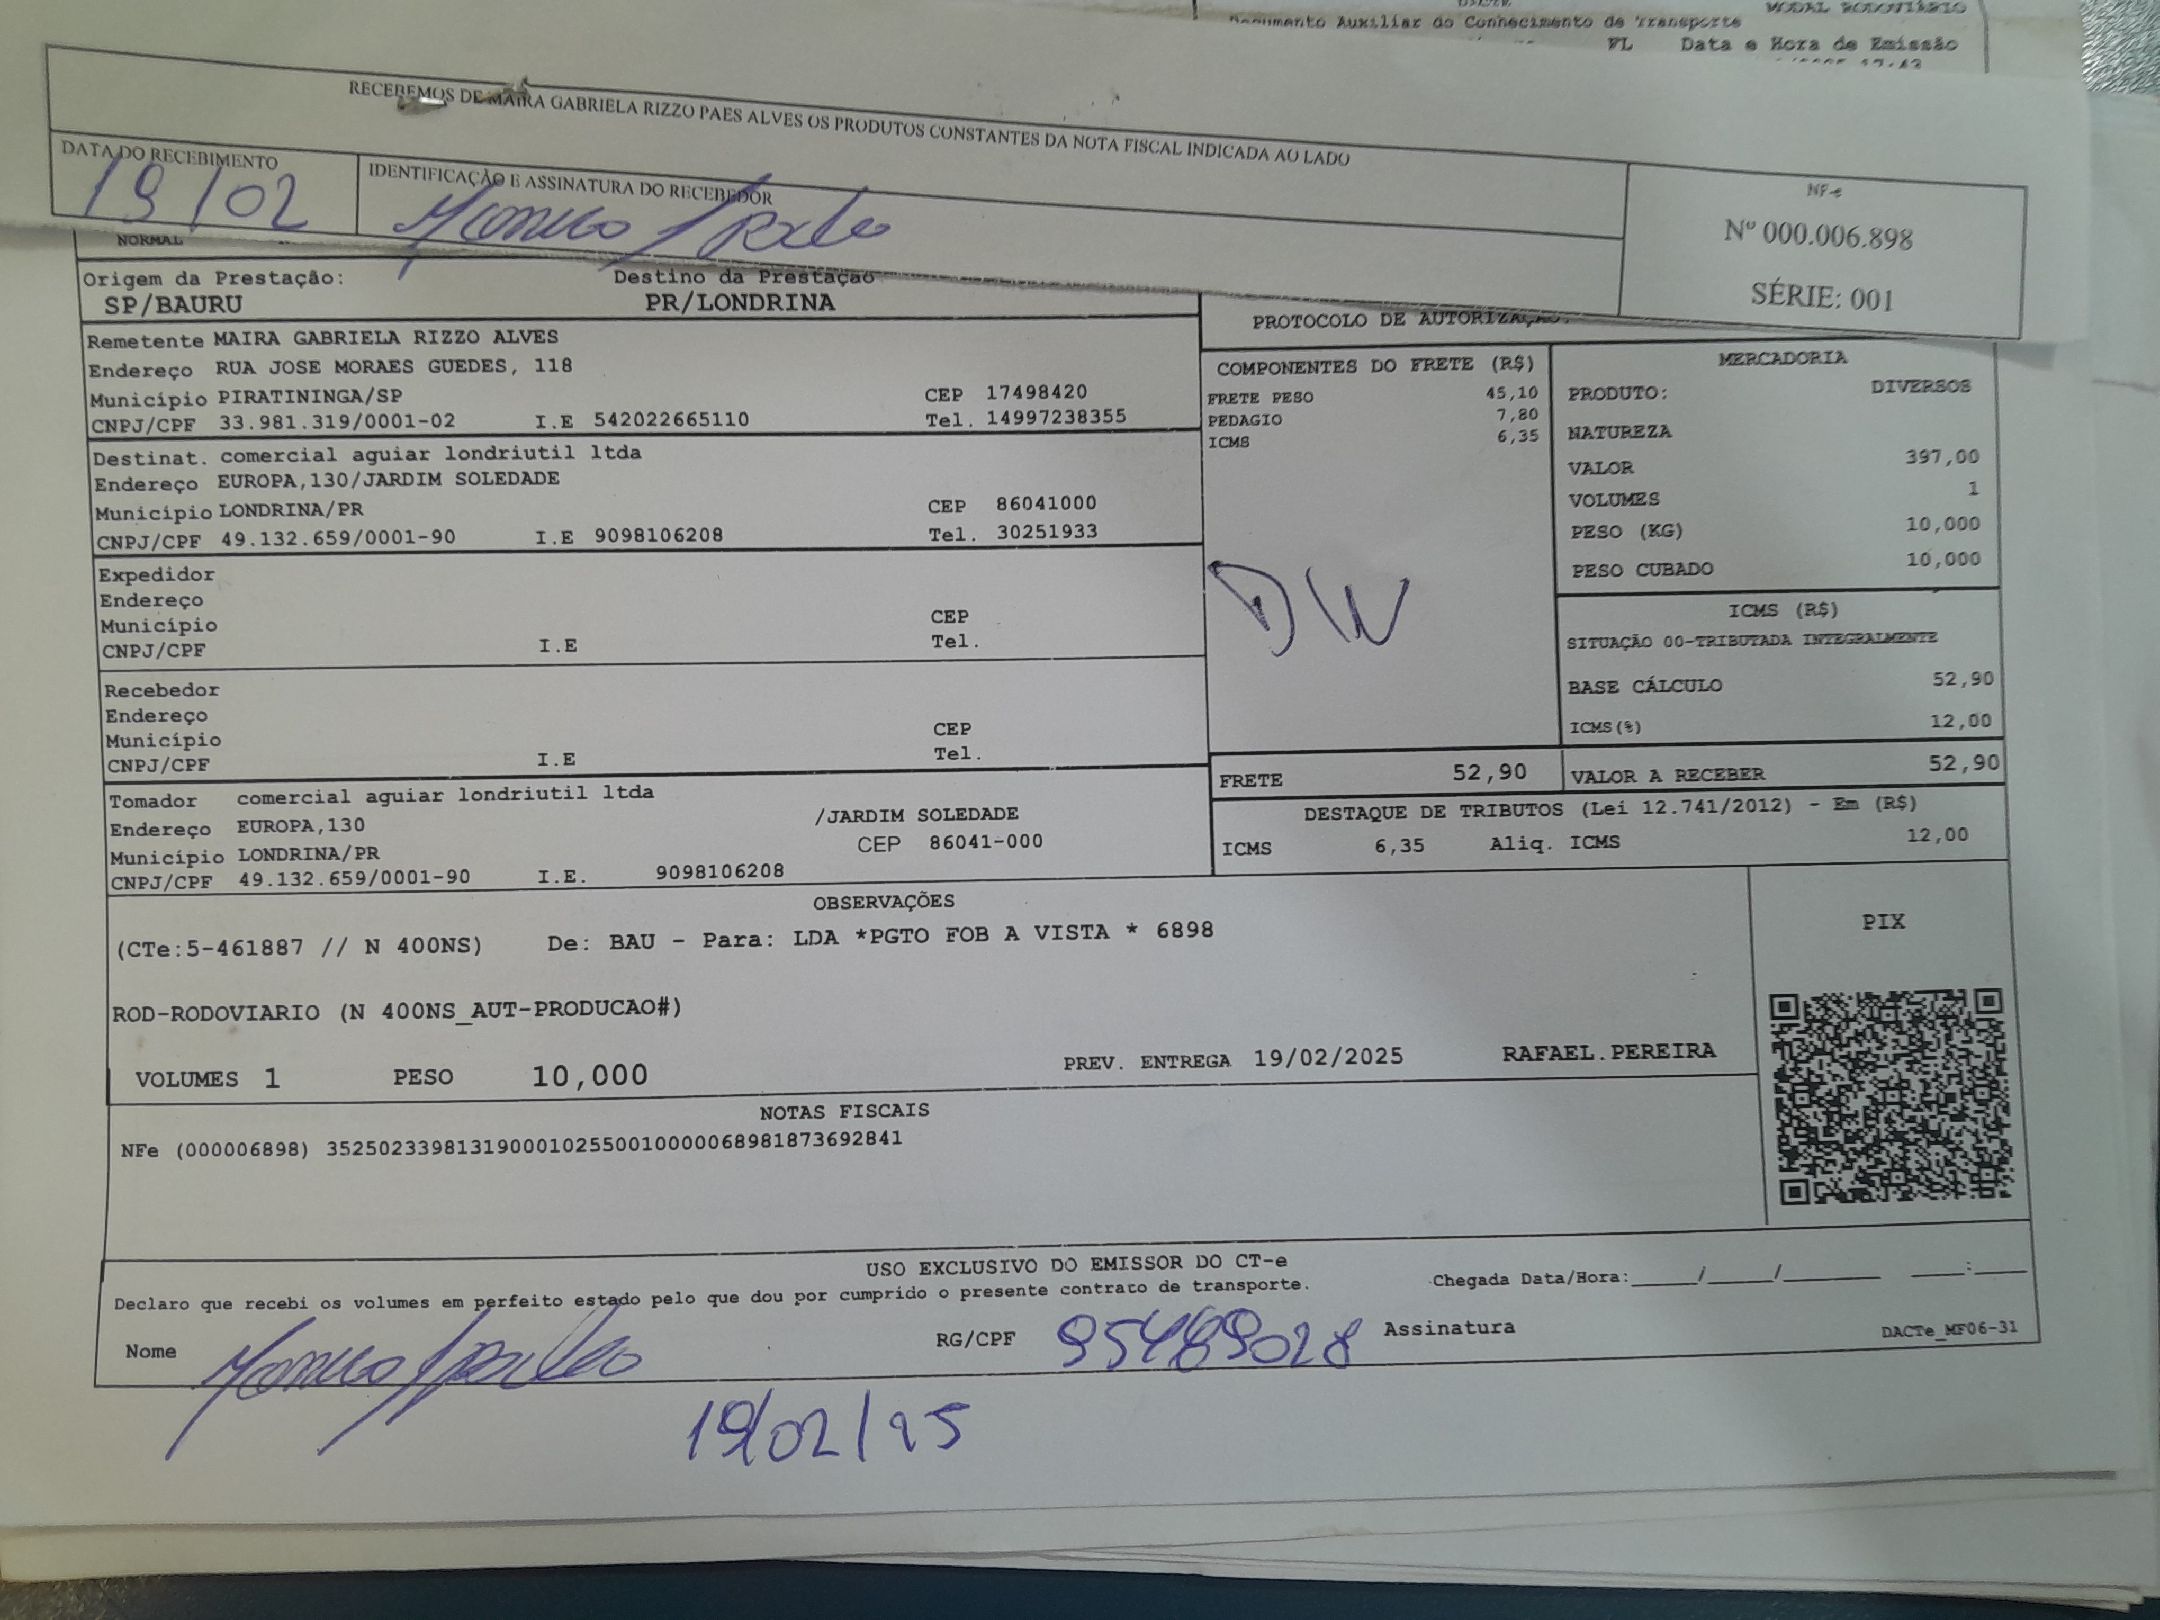 MODAL RODOVIÁRIO
Documento Auxiliar do Conhecimento de Transporte
FL Data e Hora de Emissão
RECEBEMOS DE MAIRA GABRIELA RIZZO PAES ALVES OS PRODUTOS CONSTANTES DA NOTA FISCAL INDICADA AO LADO
DATA DO RECEBIMENTO
19/02
IDENTIFICAÇÃO E ASSINATURA DO RECEBEDOR
NF-e
Nº 000.006.898
SÉRIE: 001
NORMAL
Origem da Prestação: Destino da Prestação
SP/BAURU PR/LONDRINA
Remetente MAIRA GABRIELA RIZZO ALVES
Endereço RUA JOSE MORAES GUEDES, 118
Município PIRATININGA/SP CEP 17498420
CNPJ/CPF 33.981.319/0001-02 I.E 542022665110 Tel. 14997238355
Destinat. comercial aguiar londriutil ltda
Endereço EUROPA,130/JARDIM SOLEDADE
Município LONDRINA/PR CEP 86041000
CNPJ/CPF 49.132.659/0001-90 I.E 9098106208 Tel. 30251933
Expedidor
Endereço
Município CEP
CNPJ/CPF I.E Tel.
Recebedor
Endereço
Município CEP
CNPJ/CPF I.E Tel.
Tomador comercial aguiar londriutil ltda
Endereço EUROPA,130 /JARDIM SOLEDADE
Município LONDRINA/PR CEP 86041-000
CNPJ/CPF 49.132.659/0001-90 I.E. 9098106208
PROTOCOLO DE AUTORIZAÇÃO:
COMPONENTES DO FRETE (R$)
FRETE PESO 45,10
PEDAGIO 7,80
ICMS 6,35
DW
MERCADORIA
PRODUTO: DIVERSOS
NATUREZA
VALOR 397,00
VOLUMES 1
PESO (KG) 10,000
PESO CUBADO 10,000
ICMS (R$)
SITUAÇÃO 00-TRIBUTADA INTEGRALMENTE
BASE CÁLCULO 52,90
ICMS(%) 12,00
FRETE 52,90 VALOR A RECEBER 52,90
DESTAQUE DE TRIBUTOS (Lei 12.741/2012) - Em (R$)
ICMS 6,35 Aliq. ICMS 12,00
OBSERVAÇÕES
(CTe:5-461887 // N 400NS) De: BAU - Para: LDA *PGTO FOB A VISTA * 6898
ROD-RODOVIARIO (N 400NS_AUT-PRODUCAO#)
VOLUMES 1 PESO 10,000 PREV. ENTREGA 19/02/2025 RAFAEL.PEREIRA
PIX
NOTAS FISCAIS
NFe (000006898) 35250233981319000102550010000068981873692841
USO EXCLUSIVO DO EMISSOR DO CT-e
Declaro que recebi os volumes em perfeito estado pelo que dou por cumprido o presente contrato de transporte. Chegada Data/Hora:_____/_____/_______ ____:____
Nome RG/CPF 95489028 Assinatura DACTe_MF06-31
19/02/25